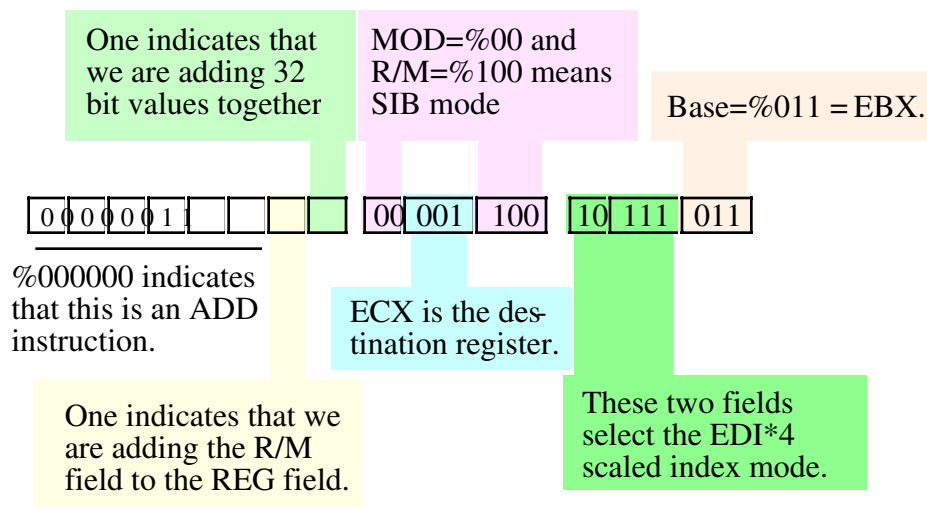 One indicates that
we are adding 32
bit values together
MOD=%00 and
R/M=%100 means
SIB mode
Base=%011 = EBX.
0 0 0 0 0 0 1 1 00 001 100 10 111 011
%000000 indicates
that this is an ADD
instruction.
ECX is the des-
tination register.
One indicates that we
are adding the R/M
field to the REG field.
These two fields
select the EDI*4
scaled index mode.